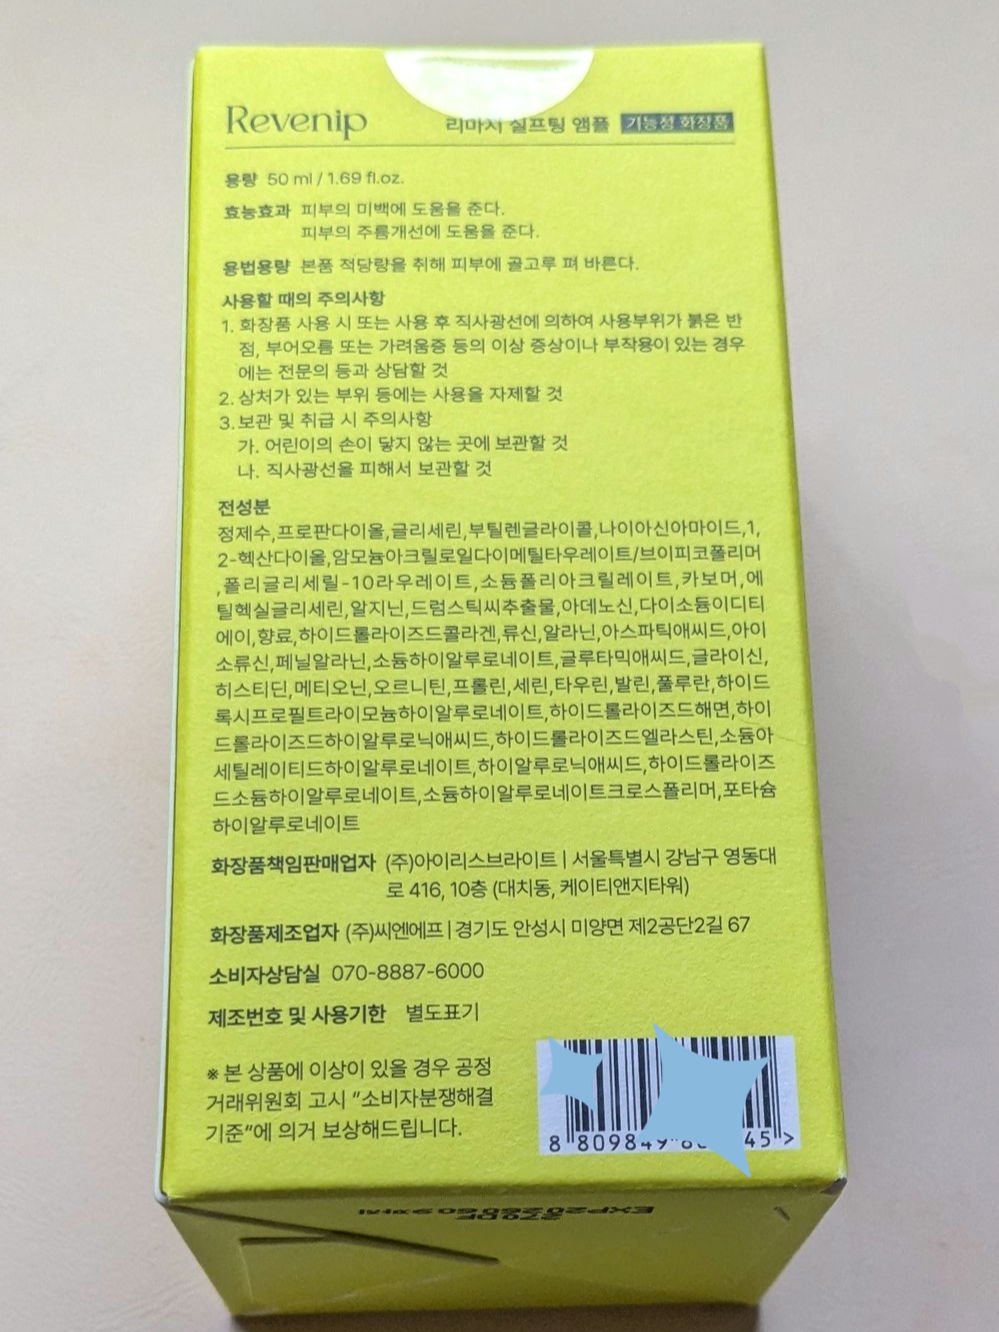 Revenip
실프팅 앰플 기능성 화장품
용량 50 ml / 1.69 fl.oz.
효능효과 피부의 미백에 도움을 준다.
피부의 주름개선에 도움을 준다.
용법용량 본품 적당량을 취해 피부에 골고루 펴 바른다.
사용할 때의 주의사항
1. 화장품 사용 시 또는 사용 후 직사광선에 의하여 사용부위가 붉은 반
점, 부어오름 또는 가려움증 등의 이상 증상이나 부작용이 있는 경우
에는 전문의 등과 상담할 것
2. 상처가 있는 부위 등에는 사용을 자제할 것
3. 보관 및 취급 시 주의사항
가. 어린이의 손이 닿지 않는 곳에 보관할 것
나. 직사광선을 피해서 보관할 것
전성분
정제수,프로판다이올,글리세린,부틸렌글라이콜,나이아신아마이드,1,
2-헥산다이올,암모늄아크릴로일다이메틸타우레이트/브이피코폴리머
,폴리글리세릴-10라우레이트,소듐폴리아크릴레이트,카보머,에
틸헥실글리세린,알지닌,드럼스틱씨추출물,아데노신,다이소듐이디티
에이,향료,하이드롤라이즈드콜라겐,류신,알라닌,아스파틱애씨드,아이
소류신,페닐알라닌,소듐하이알루로네이트,글루타믹애씨드,글라이신,
히스티딘,메티오닌,오르니틴,프롤린,세린,타우린,발린,풀루란,하이드
록시프로필트라이모늄하이알루로네이트,하이드롤라이즈드해면,하이
드롤라이즈드하이알루로닉애씨드,하이드롤라이즈드엘라스틴,소듐아
세틸레이티드하이알루로네이트,하이알루로닉애씨드,하이드롤라이즈
드소듐하이알루로네이트,소듐하이알루로네이트크로스폴리머,포타슘
하이알루로네이트
화장품책임판매업자 (주)아이리스브라이트 | 서울특별시 강남구 영동대
로 416, 10층 (대치동, 케이티앤지타워)
화장품제조업자 (주)씨엔에프 | 경기도 안성시 미양면 제2공단2길 67
소비자상담실 070-8887-6000
제조번호 및 사용기한 별도표기
※ 본 상품에 이상이 있을 경우 공정
거래위원회 고시 "소비자분쟁해결
기준"에 의거 보상해드립니다.